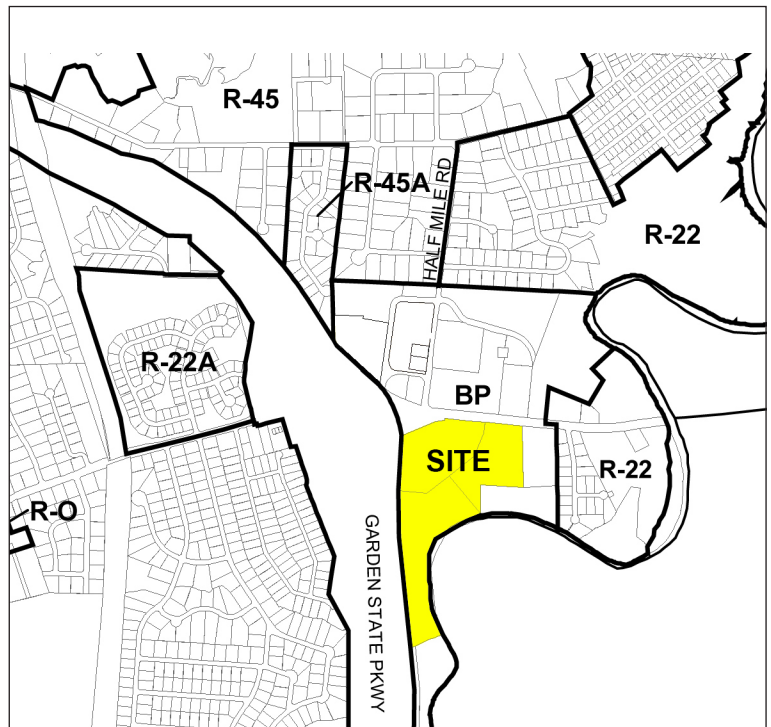 R-45
R-45A
HALF MILE RD
R-22
R-22A
BP
SITE
R-22
R-O
GARDEN STATE PKWY